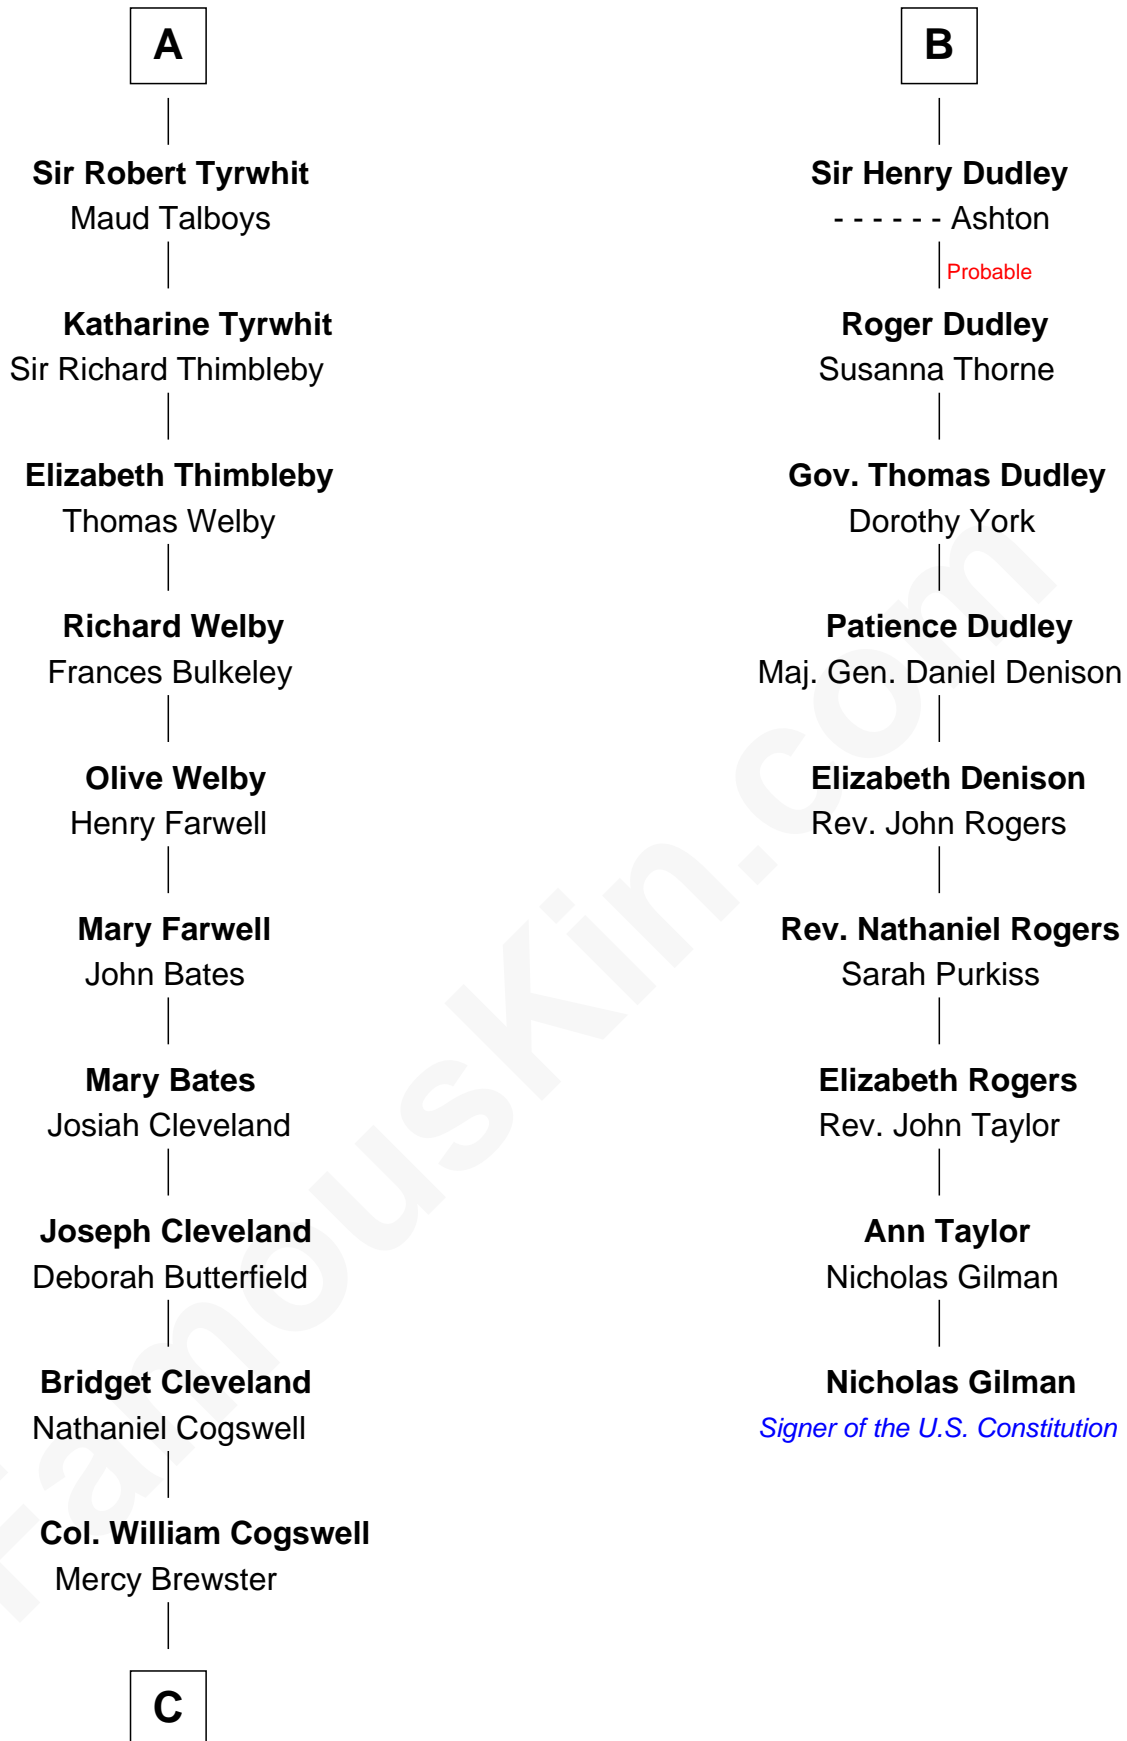 A
Sir Robert Tyrwhit
Maud Talboys
Katharine Tyrwhit
Sir Richard Thimbleby
Elizabeth Thimbleby
Thomas Welby
Richard Welby
Frances Bulkeley
Olive Welby
Henry Farwell
Mary Farwell
John Bates
Mary Bates
Josiah Cleveland
Joseph Cleveland
Deborah Butterfield
Bridget Cleveland
Nathaniel Cogswell
Col. William Cogswell
Mercy Brewster
C
B
Sir Henry Dudley
- - - - - - Ashton
Probable
Roger Dudley
Susanna Thorne
Gov. Thomas Dudley
Dorothy York
Patience Dudley
Maj. Gen. Daniel Denison
Elizabeth Denison
Rev. John Rogers
Rev. Nathaniel Rogers
Sarah Purkiss
Elizabeth Rogers
Rev. John Taylor
Ann Taylor
Nicholas Gilman
Nicholas Gilman
Signer of the U.S. Constitution
FamousKin.com